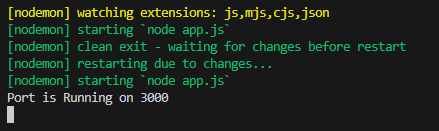 [nodemon] watching extensions: js,mjs,cjs,json
[nodemon] starting `node app.js`
[nodemon] clean exit - waiting for changes before restart
[nodemon] restarting due to changes...
[nodemon] starting `node app.js`
Port is Running on 3000